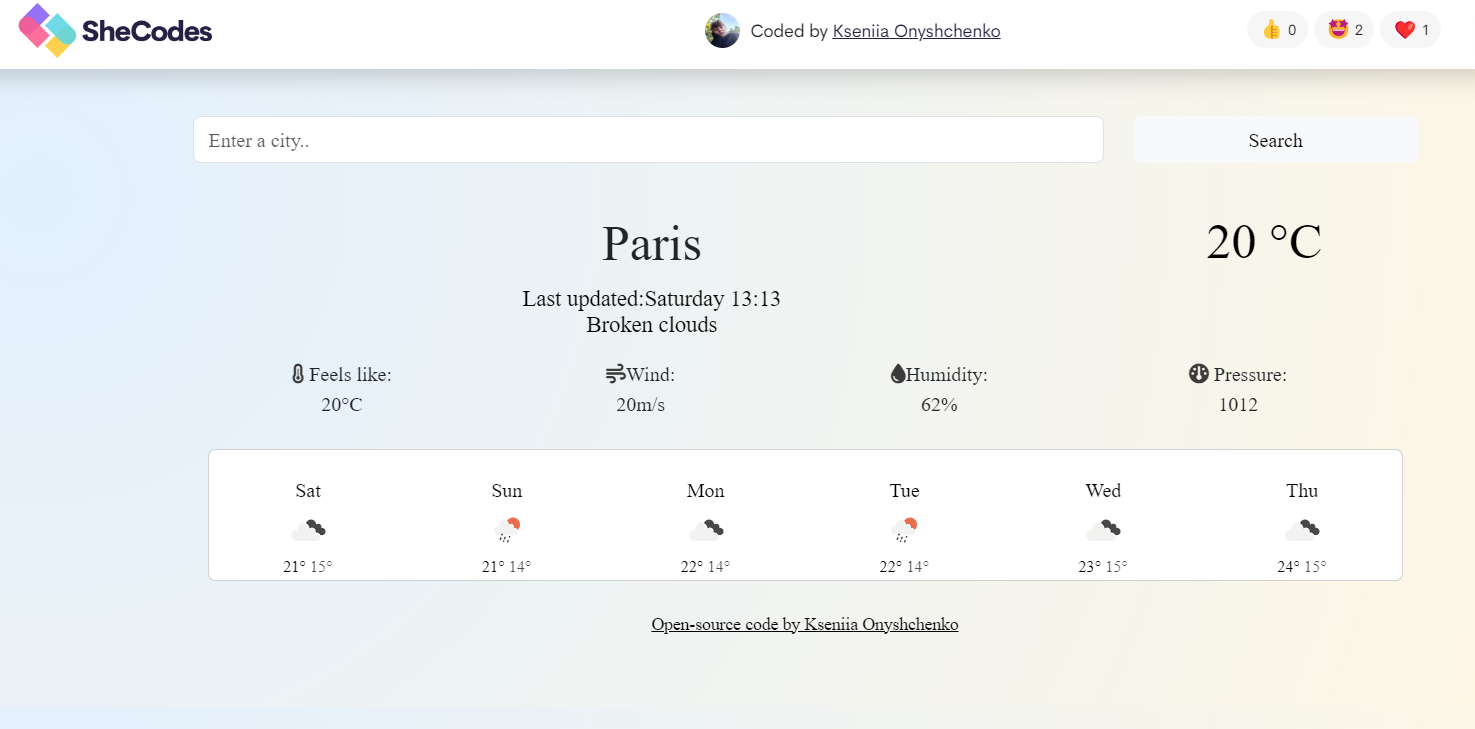 SheCodes
Coded by Kseniia Onyshchenko
0 2 1
Enter a city..
Search
Paris
20 °C
Last updated:Saturday 13:13
Broken clouds
Feels like: Wind: Humidity: Pressure:
20°C 20m/s 62% 1012
Sat Sun Mon Tue Wed Thu
21° 15° 21° 14° 22° 14° 22° 14° 23° 15° 24° 15°
Open-source code by Kseniia Onyshchenko